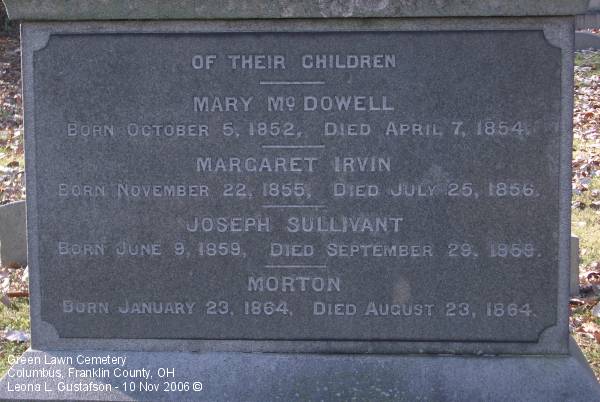 OF THEIR CHILDREN
MARY McDOWELL
BORN OCTOBER 5, 1852, DIED APRIL 7, 1854.
MARGARET IRVIN
BORN NOVEMBER 22, 1855, DIED JULY 25, 1856.
JOSEPH SULLIVANT
BORN JUNE 9, 1859, DIED SEPTEMBER 29, 1859.
MORTON
BORN JANUARY 23, 1864, DIED AUGUST 23, 1864.
Green Lawn Cemetery
Columbus, Franklin County, OH
Leona L. Gustafson - 10 Nov 2006 ©